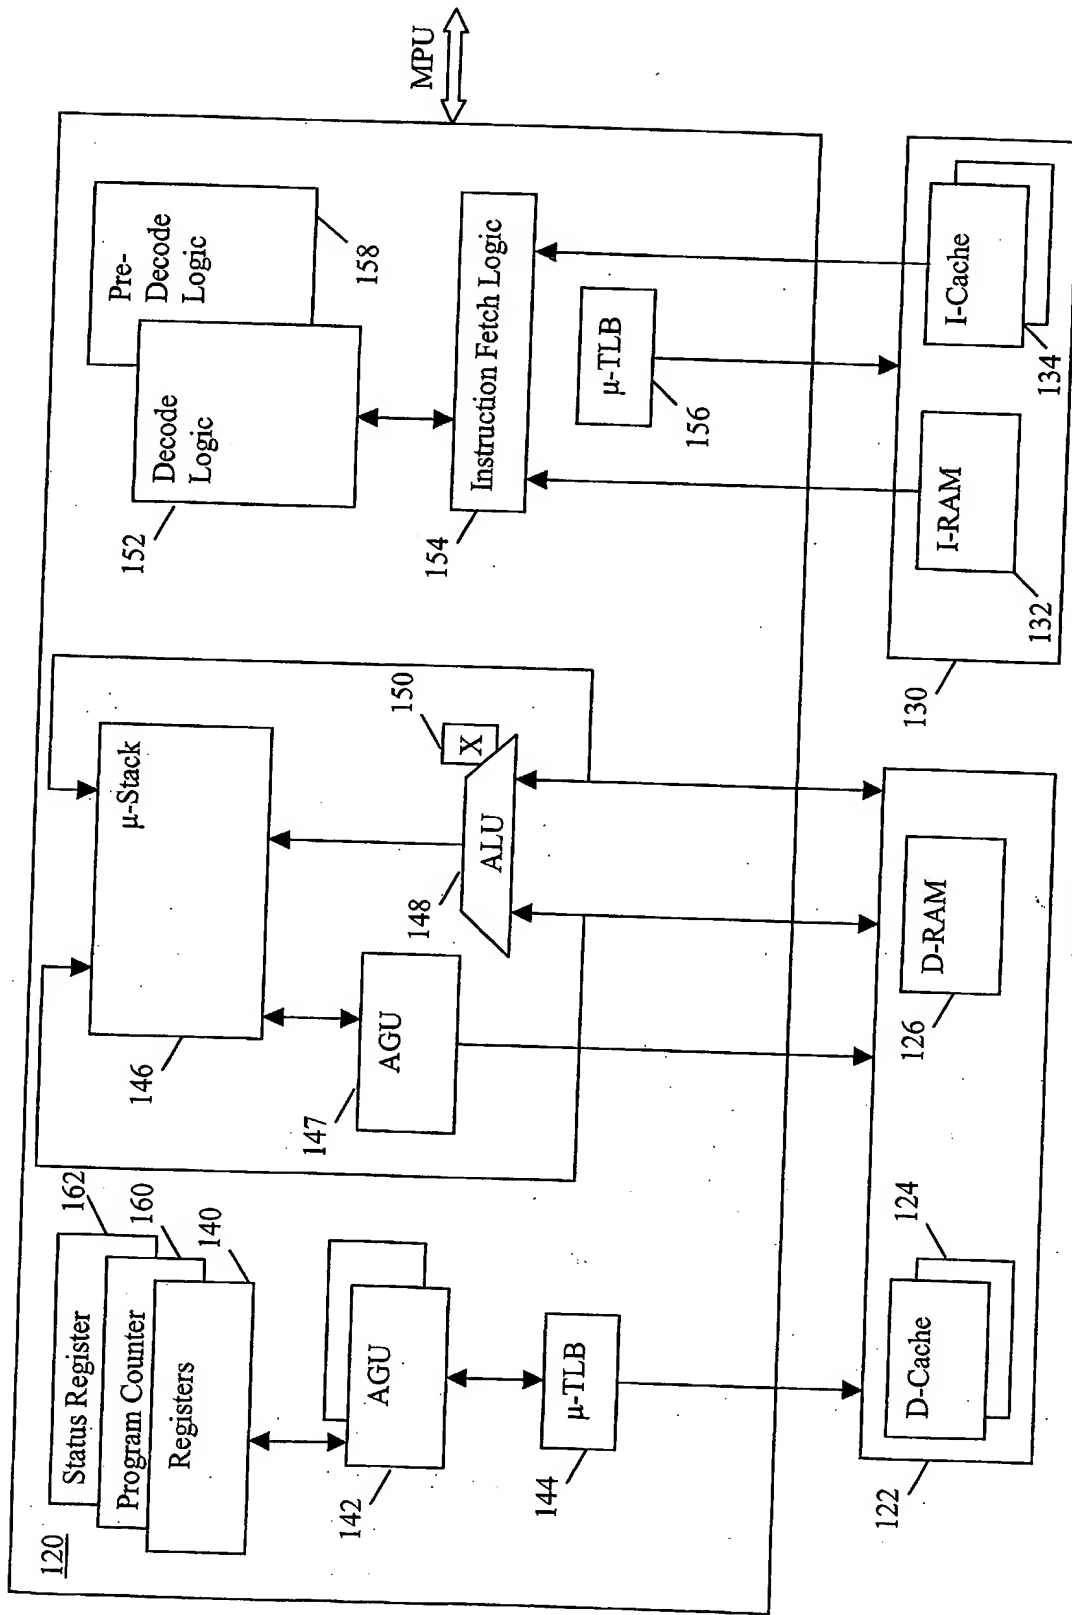 120
Status Register
162
Program Counter
160
Registers
140
AGU
142
μ-TLB
144
μ-Stack
146
AGU
147
ALU
148
X
150
Pre-
Decode
Logic
158
Decode
Logic
152
Instruction Fetch Logic
154
μ-TLB
156
MPU
D-Cache
124
122
D-RAM
126
I-RAM
132
130
I-Cache
134